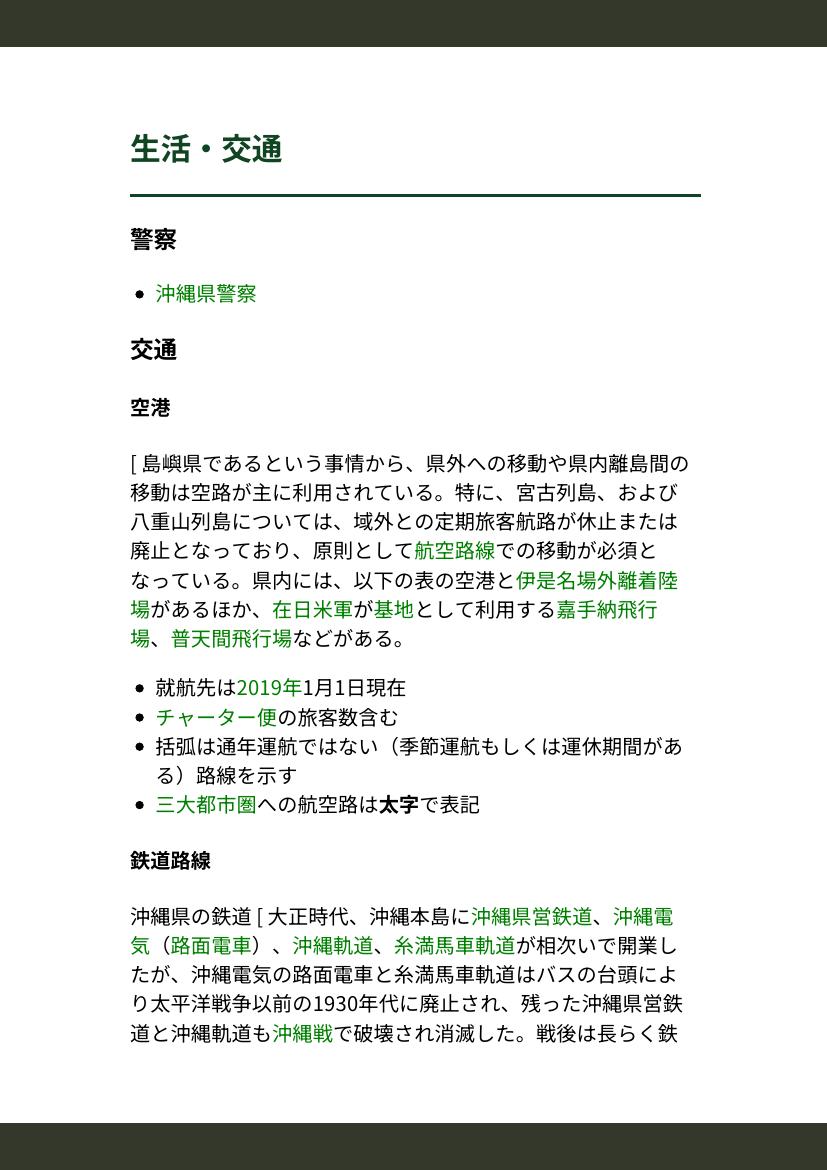 生活・交通
警察
沖縄県警察
交通
空港
[ 島嶼県であるという事情から、県外への移動や県内離島間の
移動は空路が主に利用されている。特に、宮古列島、および
八重山列島については、域外との定期旅客航路が休止または
廃止となっており、原則として航空路線での移動が必須と
なっている。県内には、以下の表の空港と伊是名場外離着陸
場があるほか、在日米軍が基地として利用する嘉手納飛行
場、普天間飛行場などがある。
就航先は2019年1月1日現在
チャーター便の旅客数含む
括弧は通年運航ではない（季節運航もしくは運休期間があ
る）路線を示す
三大都市圏への航空路は太字で表記
鉄道路線
沖縄県の鉄道 [ 大正時代、沖縄本島に沖縄県営鉄道、沖縄電
気（路面電車）、沖縄軌道、糸満馬車軌道が相次いで開業し
たが、沖縄電気の路面電車と糸満馬車軌道はバスの台頭によ
り太平洋戦争以前の1930年代に廃止され、残った沖縄県営鉄
道と沖縄軌道も沖縄戦で破壊され消滅した。戦後は長らく鉄